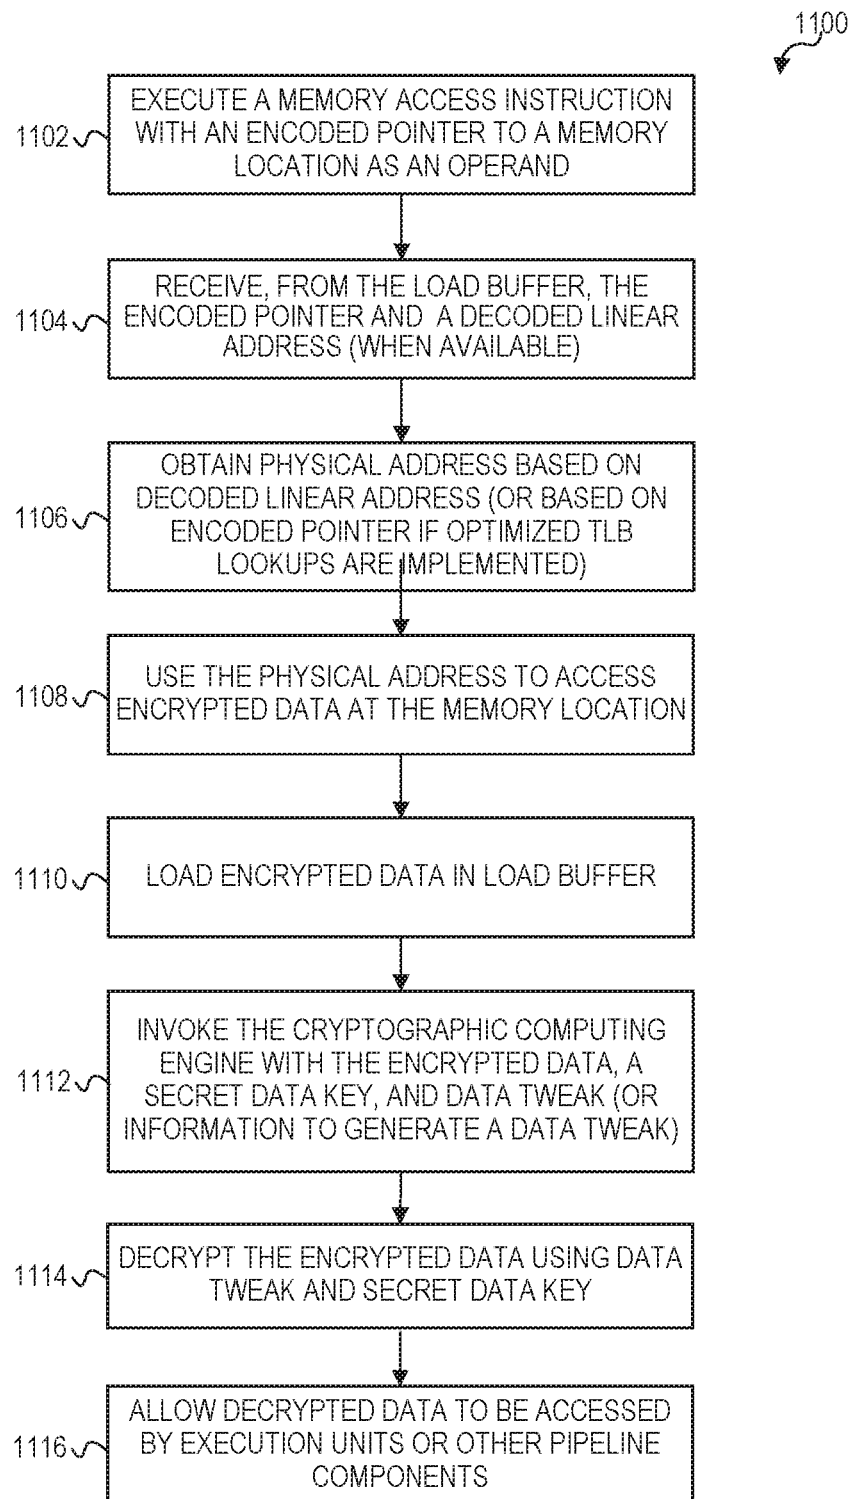 1100
EXECUTE A MEMORY ACCESS INSTRUCTION
WITH AN ENCODED POINTER TO A MEMORY
LOCATION AS AN OPERAND
1102
RECEIVE, FROM THE LOAD BUFFER, THE
ENCODED POINTER AND A DECODED LINEAR
ADDRESS (WHEN AVAILABLE)
1104
OBTAIN PHYSICAL ADDRESS BASED ON
DECODED LINEAR ADDRESS (OR BASED ON
ENCODED POINTER IF OPTIMIZED TLB
LOOKUPS ARE IMPLEMENTED)
1106
USE THE PHYSICAL ADDRESS TO ACCESS
ENCRYPTED DATA AT THE MEMORY LOCATION
1108
LOAD ENCRYPTED DATA IN LOAD BUFFER
1110
INVOKE THE CRYPTOGRAPHIC COMPUTING
ENGINE WITH THE ENCRYPTED DATA, A
SECRET DATA KEY, AND DATA TWEAK (OR
INFORMATION TO GENERATE A DATA TWEAK)
1112
DECRYPT THE ENCRYPTED DATA USING DATA
TWEAK AND SECRET DATA KEY
1114
ALLOW DECRYPTED DATA TO BE ACCESSED
BY EXECUTION UNITS OR OTHER PIPELINE
COMPONENTS
1116